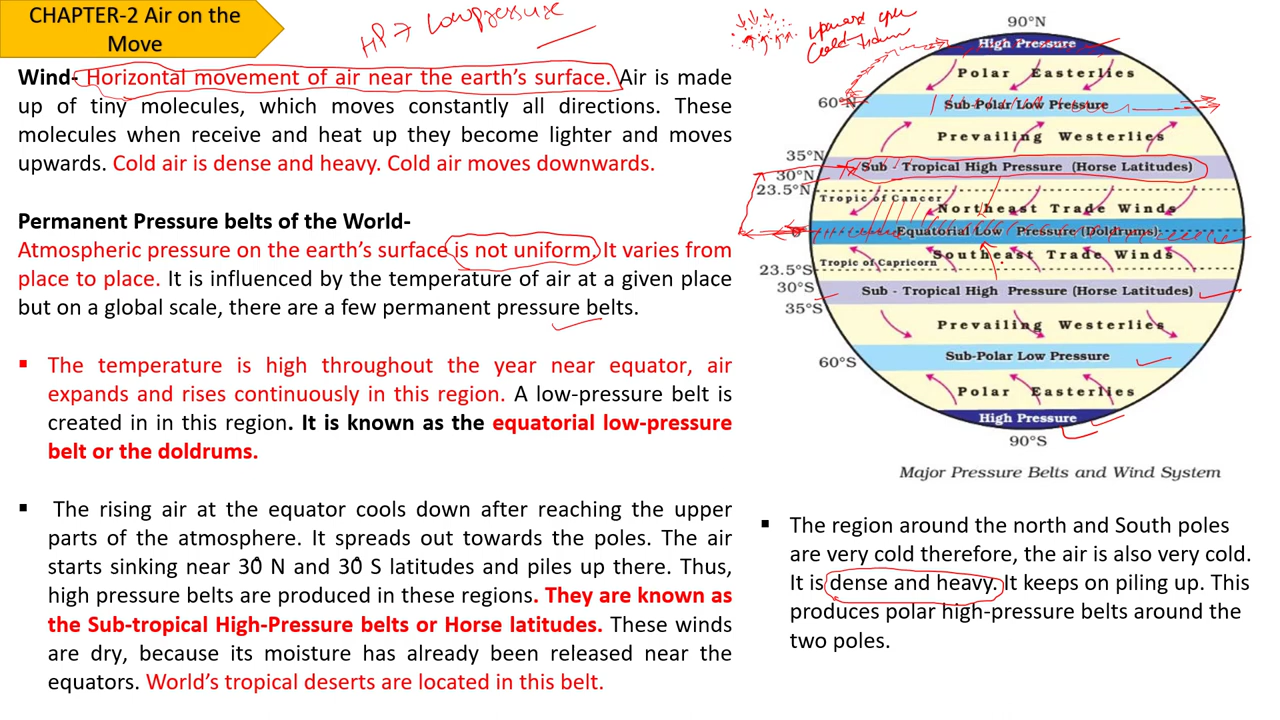 CHAPTER-2 Air on the
Move
HP → Low pressure
Wind- Horizontal movement of air near the earth's surface. Air is made
up of tiny molecules, which moves constantly all directions. These
molecules when receive and heat up they become lighter and moves
upwards. Cold air is dense and heavy. Cold air moves downwards.
Permanent Pressure belts of the World-
Atmospheric pressure on the earth's surface is not uniform. It varies from
place to place. It is influenced by the temperature of air at a given place
but on a global scale, there are a few permanent pressure belts.
▪ The temperature is high throughout the year near equator, air
expands and rises continuously in this region. A low-pressure belt is
created in in this region. It is known as the equatorial low-pressure
belt or the doldrums.
▪ The rising air at the equator cools down after reaching the upper
parts of the atmosphere. It spreads out towards the poles. The air
starts sinking near 30̊ N and 30̊ S latitudes and piles up there. Thus,
high pressure belts are produced in these regions. They are known as
the Sub-tropical High-Pressure belts or Horse latitudes. These winds
are dry, because its moisture has already been released near the
equators. World's tropical deserts are located in this belt.
upward
Cold
90°N
High Pressure
Polar Easterlies
60°N
Sub-Polar Low Pressure
Prevailing Westerlies
35°N
Sub - Tropical High Pressure (Horse Latitudes)
30°N
23.5°N
Tropic of Cancer
Northeast Trade Winds
0°
Equatorial Low Pressure (Doldrums)
Southeast Trade Winds
Tropic of Capricorn
23.5°S
30°S
Sub - Tropical High Pressure (Horse Latitudes)
35°S
Prevailing Westerlies
60°S
Sub-Polar Low Pressure
Polar Easterlies
High Pressure
90°S
Major Pressure Belts and Wind System
▪ The region around the north and South poles
are very cold therefore, the air is also very cold.
It is dense and heavy. It keeps on piling up. This
produces polar high-pressure belts around the
two poles.